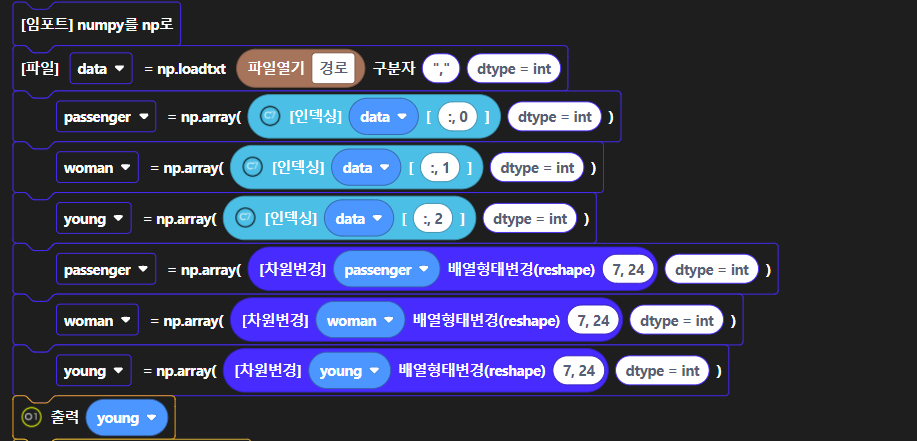 [임포트] numpy를 np로
[파일] data = np.loadtxt 파일열기 경로 구분자 "," dtype = int
passenger = np.array( [인덱싱] data [ :, 0 ] dtype = int )
woman = np.array( [인덱싱] data [ :, 1 ] dtype = int )
young = np.array( [인덱싱] data [ :, 2 ] dtype = int )
passenger = np.array( [차원변경] passenger 배열형태변경(reshape) 7, 24 dtype = int )
woman = np.array( [차원변경] woman 배열형태변경(reshape) 7, 24 dtype = int )
young = np.array( [차원변경] young 배열형태변경(reshape) 7, 24 dtype = int )
출력 young